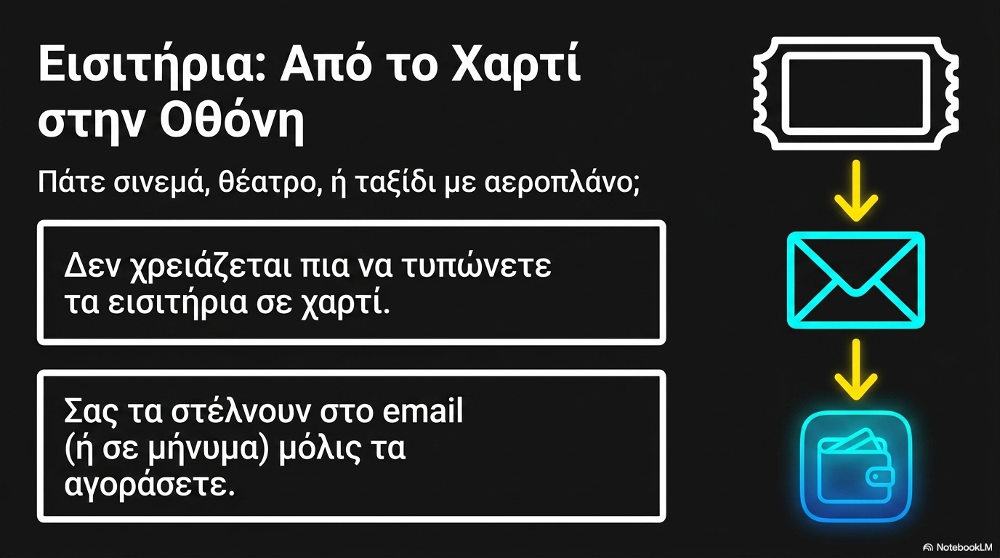 Εισιτήρια: Από το Χαρτί
στην Οθόνη
Πάτε σινεμά, θέατρο, ή ταξίδι με αεροπλάνο;
Δεν χρειάζεται πια να τυπώνετε
τα εισιτήρια σε χαρτί.
Σας τα στέλνουν στο email
(ή σε μήνυμα) μόλις τα
αγοράσετε.
NotebookLM